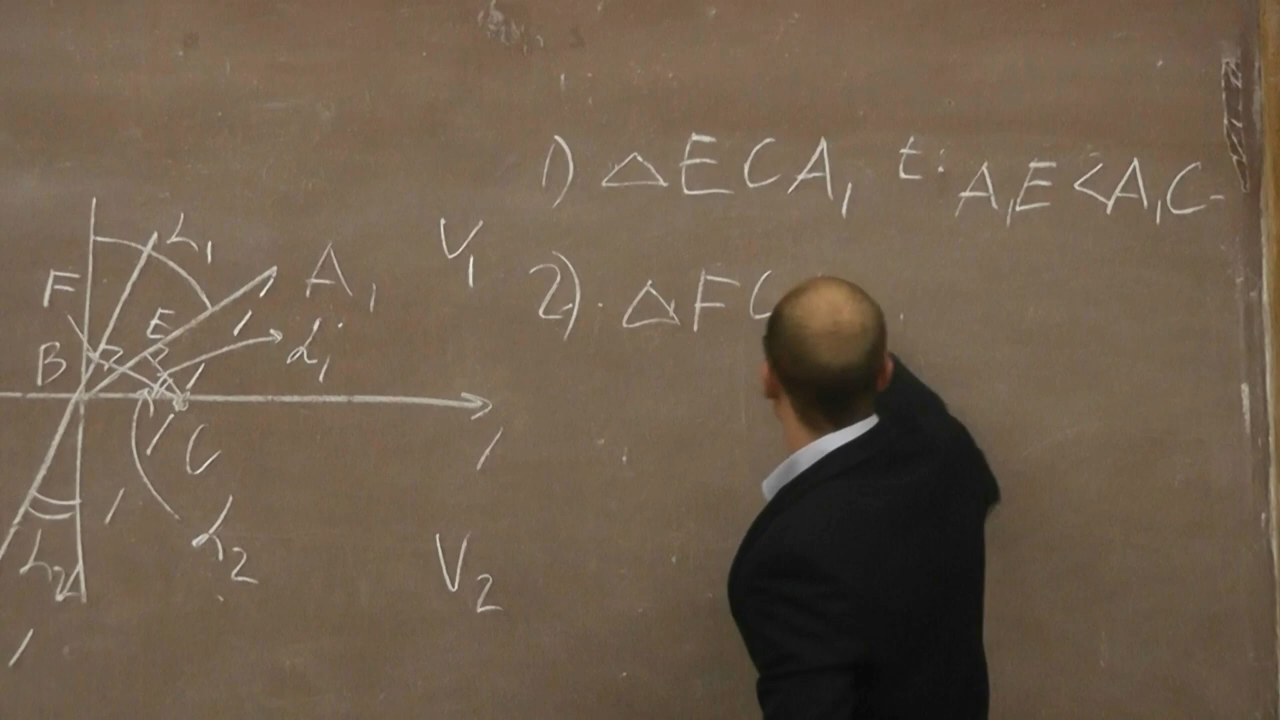 1) △ECA₁ t: A₁E<A₁C-
2). △FC
α₁
F
A₁
V₁
E
B
α₁
C
α₂
α₂
V₂